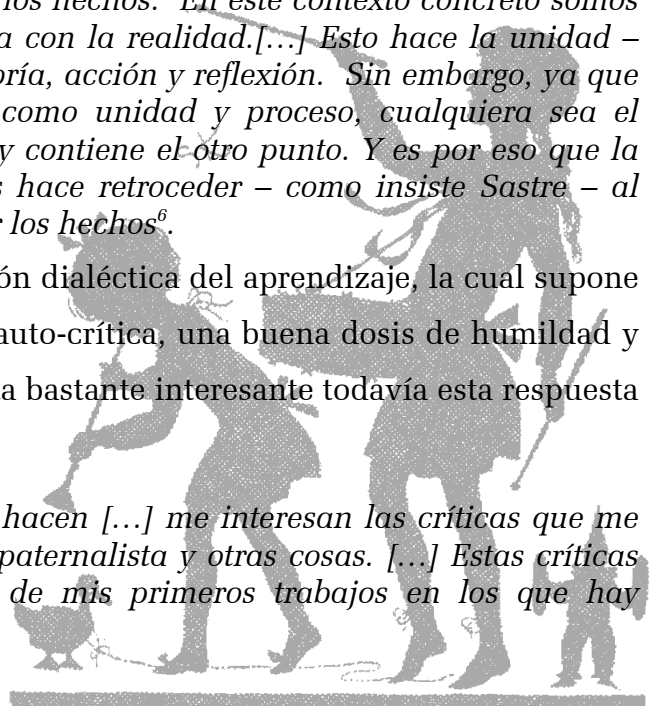 los hechos. En este contexto concreto somos
a con la realidad.[…] Esto hace la unidad –
oría, acción y reflexión. Sin embargo, ya que
como unidad y proceso, cualquiera sea el
y contiene el otro punto. Y es por eso que la
s hace retroceder – como insiste Sastre – al
r los hechos⁶.
ón dialéctica del aprendizaje, la cual supone
auto-crítica, una buena dosis de humildad y
a bastante interesante todavía esta respuesta
hacen […] me interesan las críticas que me
paternalista y otras cosas. […] Estas críticas
de mis primeros trabajos en los que hay